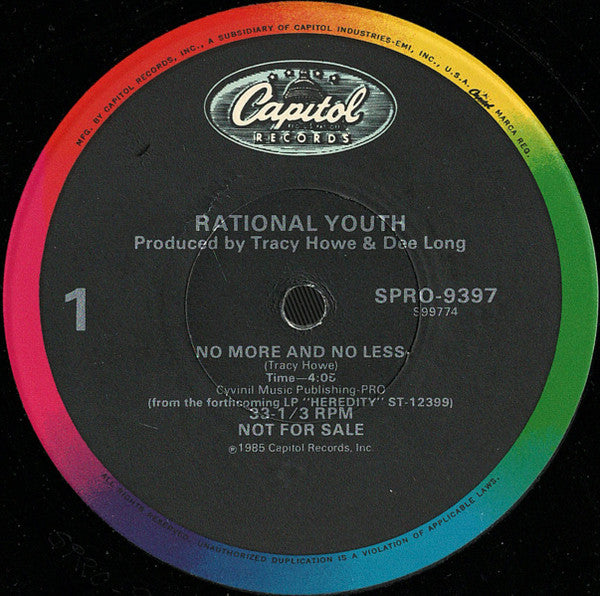 MFG. BY CAPITOL RECORDS, INC., A SUBSIDIARY OF CAPITOL INDUSTRIES-EMI, INC., U.S.A. Capitol MARCA REG.
Capitol
RECORDS
RATIONAL YOUTH
Produced by Tracy Howe & Dee Long
1
SPRO-9397
S99774
NO MORE AND NO LESS
(Tracy Howe)
Time—4:05
Cyvinil Music Publishing-PRO
(from the forthcoming LP "HEREDITY" ST-12399)
33-1/3 RPM
NOT FOR SALE
℗1985 Capitol Records, Inc
ALL RIGHTS RESERVED. UNAUTHORIZED DUPLICATION IS A VIOLATION OF APPLICABLE LAWS.
SPRO